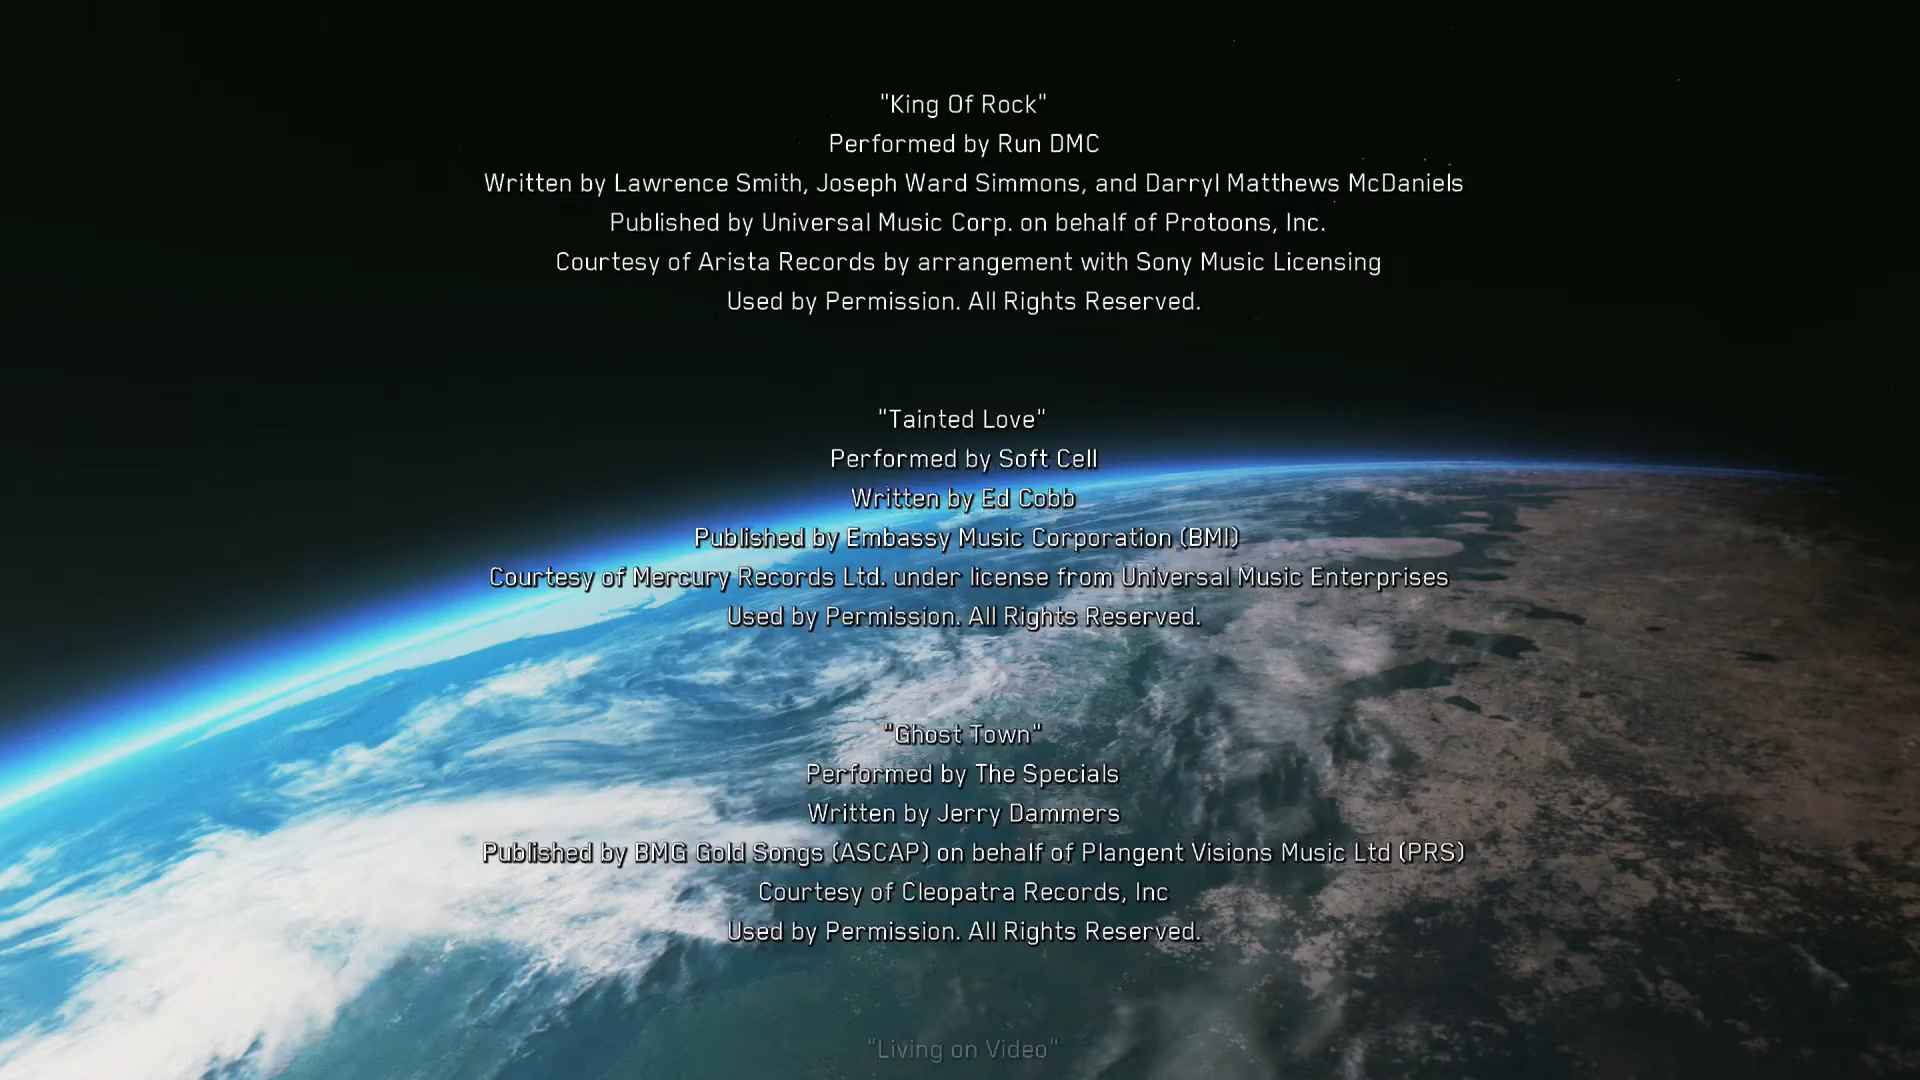 "King Of Rock"
Performed by Run DMC
Written by Lawrence Smith, Joseph Ward Simmons, and Darryl Matthews McDaniels
Published by Universal Music Corp. on behalf of Protoons, Inc.
Courtesy of Arista Records by arrangement with Sony Music Licensing
Used by Permission. All Rights Reserved.
"Tainted Love"
Performed by Soft Cell
Written by Ed Cobb
Published by Embassy Music Corporation (BMI)
Courtesy of Mercury Records Ltd. under license from Universal Music Enterprises
Used by Permission. All Rights Reserved.
"Ghost Town"
Performed by The Specials
Written by Jerry Dammers
Published by BMG Gold Songs (ASCAP) on behalf of Plangent Visions Music Ltd (PRS)
Courtesy of Cleopatra Records, Inc
Used by Permission. All Rights Reserved.
"Living on Video"